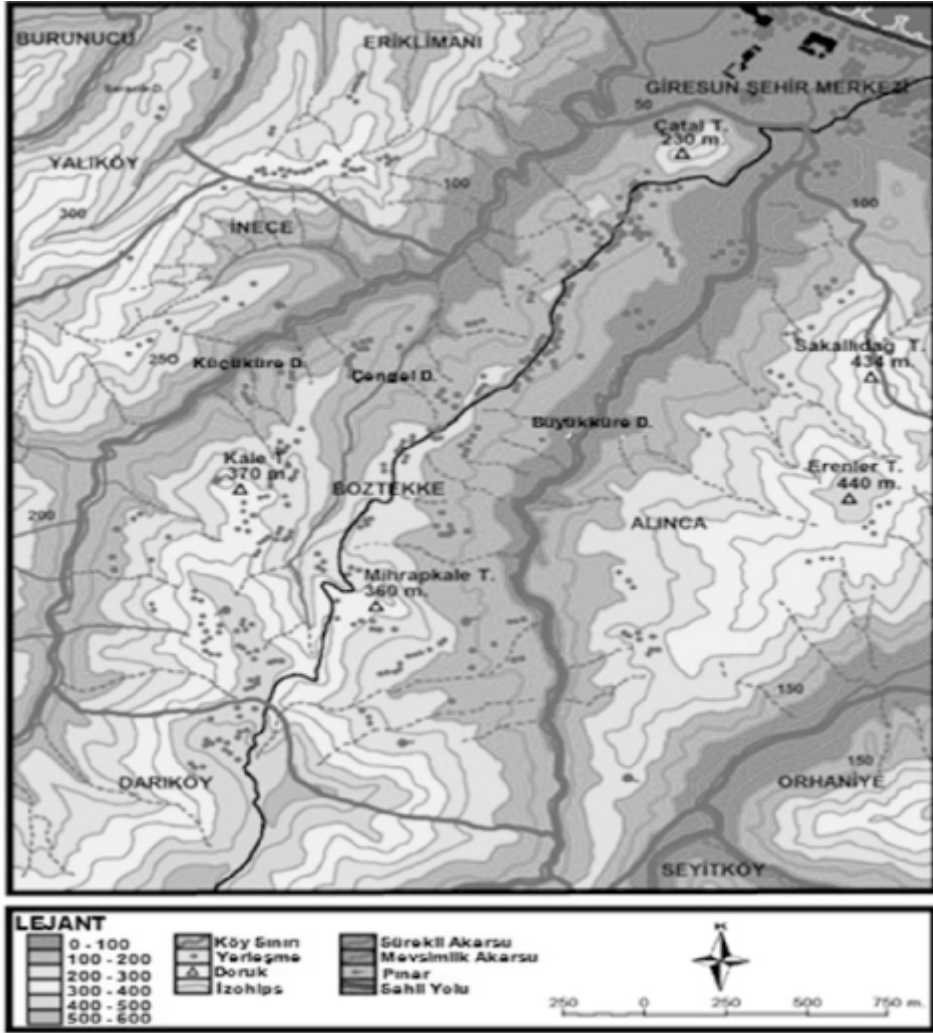 BURUNUCU
ERİKLİMANI
GİRESUN ŞEHİR MERKEZİ
50
Çatal T.
230 m.
YALIKÖY
100
300
İNECE
100
250
Küçükküre D.
Çengel D.
Sakallıdağ T.
434 m.
Büyükküre D.
Kale T.
370 m.
BOZTEKKE
Erenler T.
440 m.
200
ALINCA
Mihrapkale T.
360 m.
150
150
DARIKÖY
ORHANİYE
SEYİTKÖY
LEJANT
0 - 100
100 - 200
200 - 300
300 - 400
400 - 500
500 - 600
Köy Sınırı
Yerleşme
Doruk
İzohips
Sürekli Akarsu
Mevsimlik Akarsu
Pınar
Sahil Yolu
K
250 0 250 500 750 m.